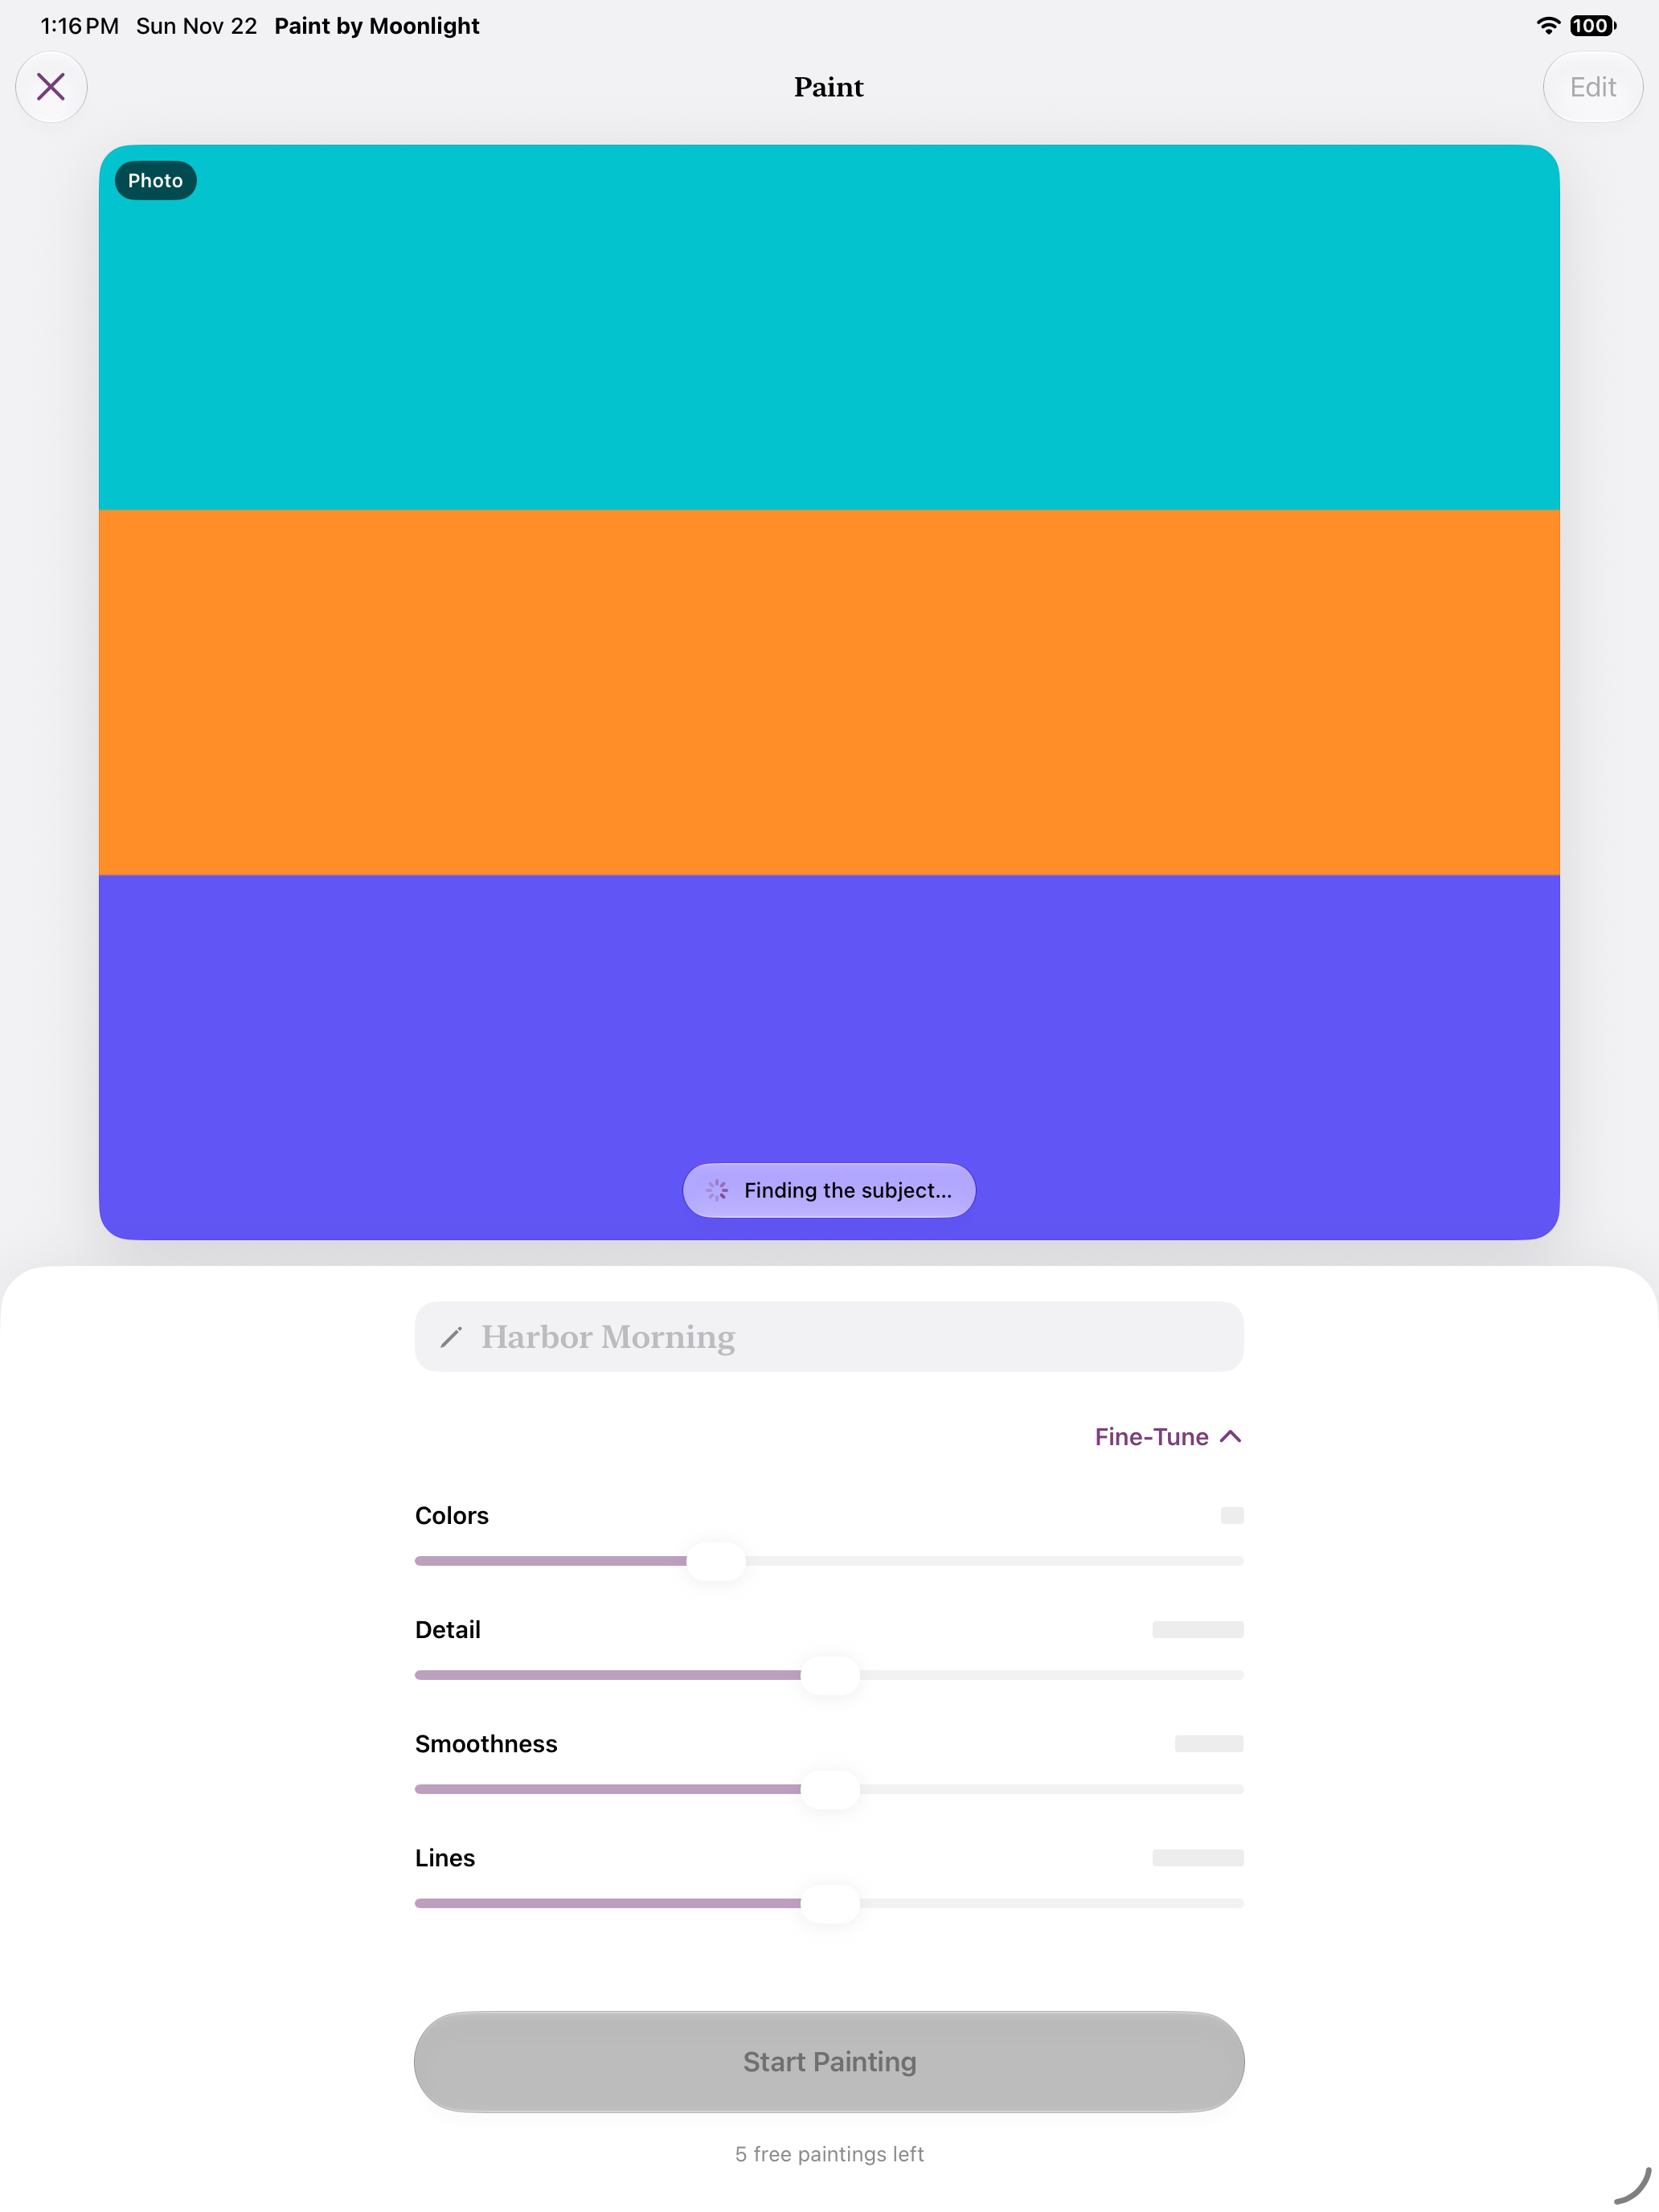 1:16 PM Sun Nov 22 Paint by Moonlight
100
Paint
Edit
Photo
Finding the subject...
Harbor Morning
Fine-Tune
Colors
Detail
Smoothness
Lines
Start Painting
5 free paintings left